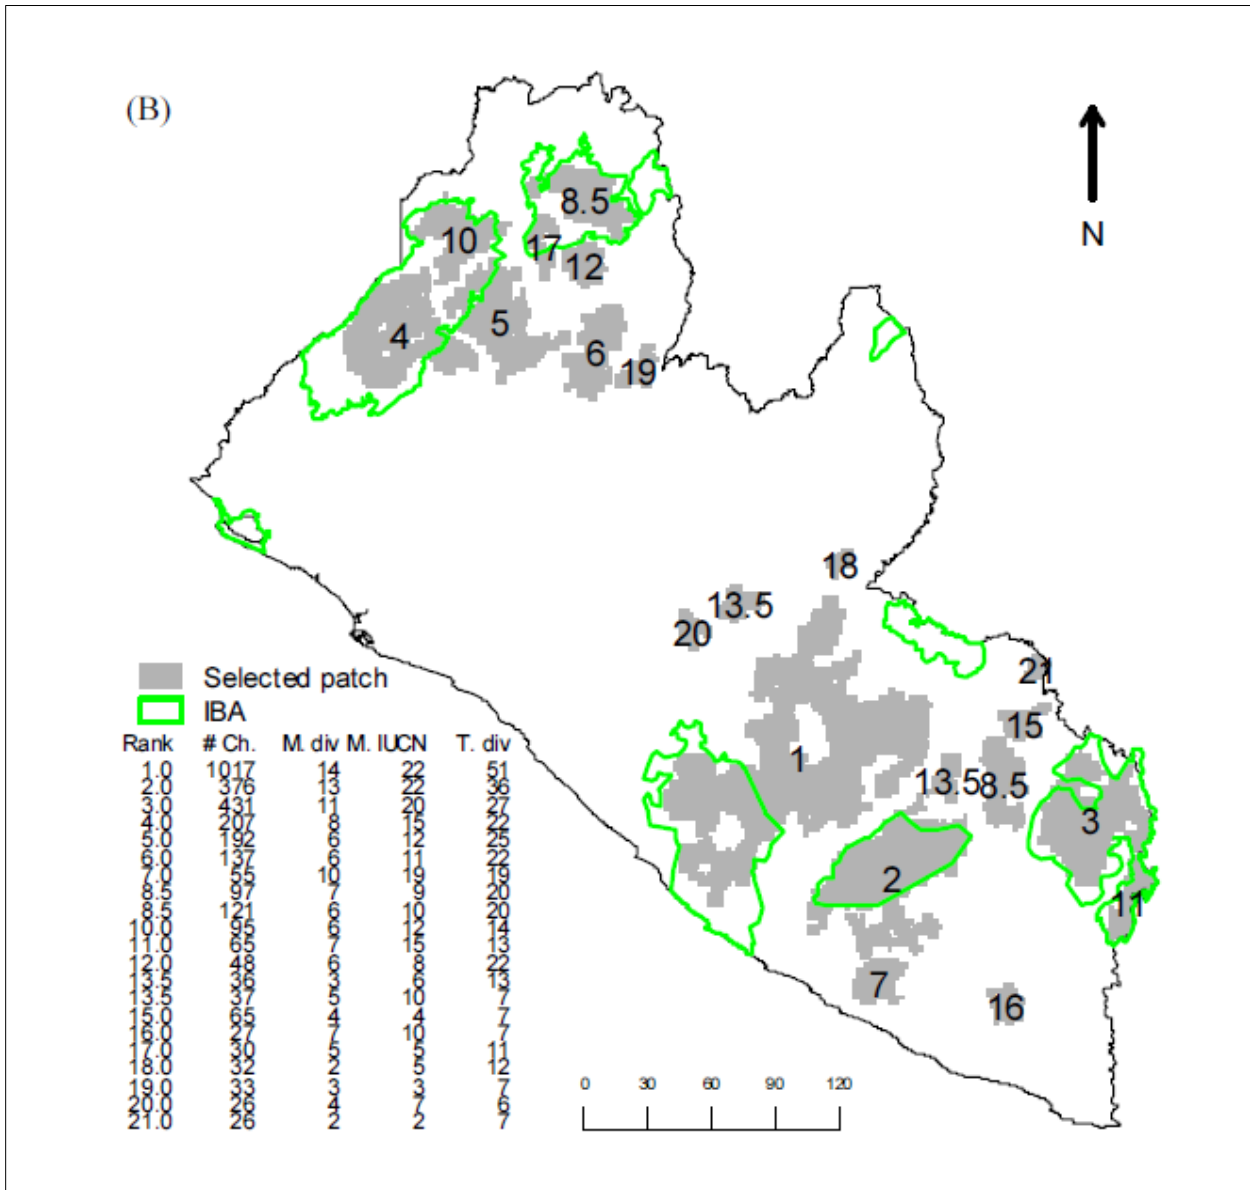 (B)
8.5
10
17
12
N
4
5
6
19
18
13.5
20
21
15
1
13.5
8.5
3
2
11
7
16
Selected patch
IBA
Rank # Ch. M. div M. IUCN T. div
1.0 1017 14 22 51
2.0 376 13 22 36
3.0 431 11 20 27
4.0 207 8 15 22
5.0 192 6 12 25
6.0 137 6 11 22
7.0 55 10 19 19
8.5 97 7 9 20
8.5 121 6 10 20
10.0 95 6 12 14
11.0 65 7 15 13
12.0 48 6 8 22
13.5 36 3 6 13
13.5 37 5 10 7
15.0 65 4 4 7
16.0 27 7 10 7
17.0 30 5 5 11
18.0 32 2 5 12
19.0 33 3 3 7
20.0 26 4 7 6
21.0 26 2 2 7
0 30 60 90 120